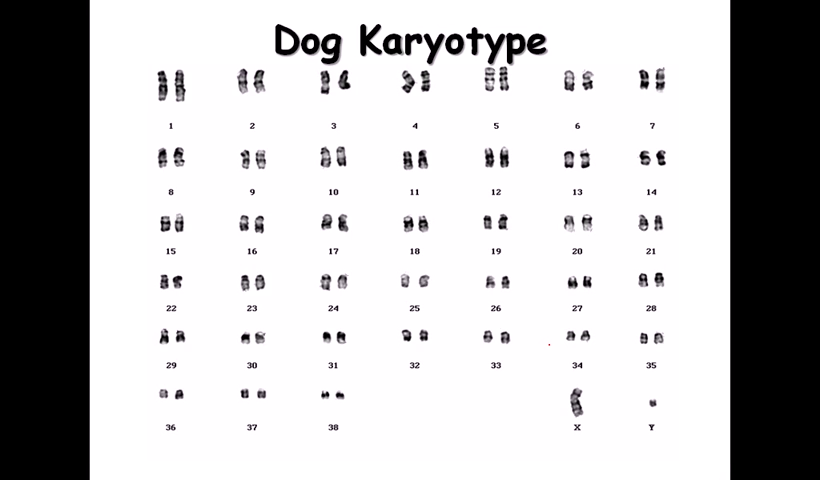 Dog Karyotype
1 2 3 4 5 6 7
8 9 10 11 12 13 14
15 16 17 18 19 20 21
22 23 24 25 26 27 28
29 30 31 32 33 34 35
36 37 38 X Y